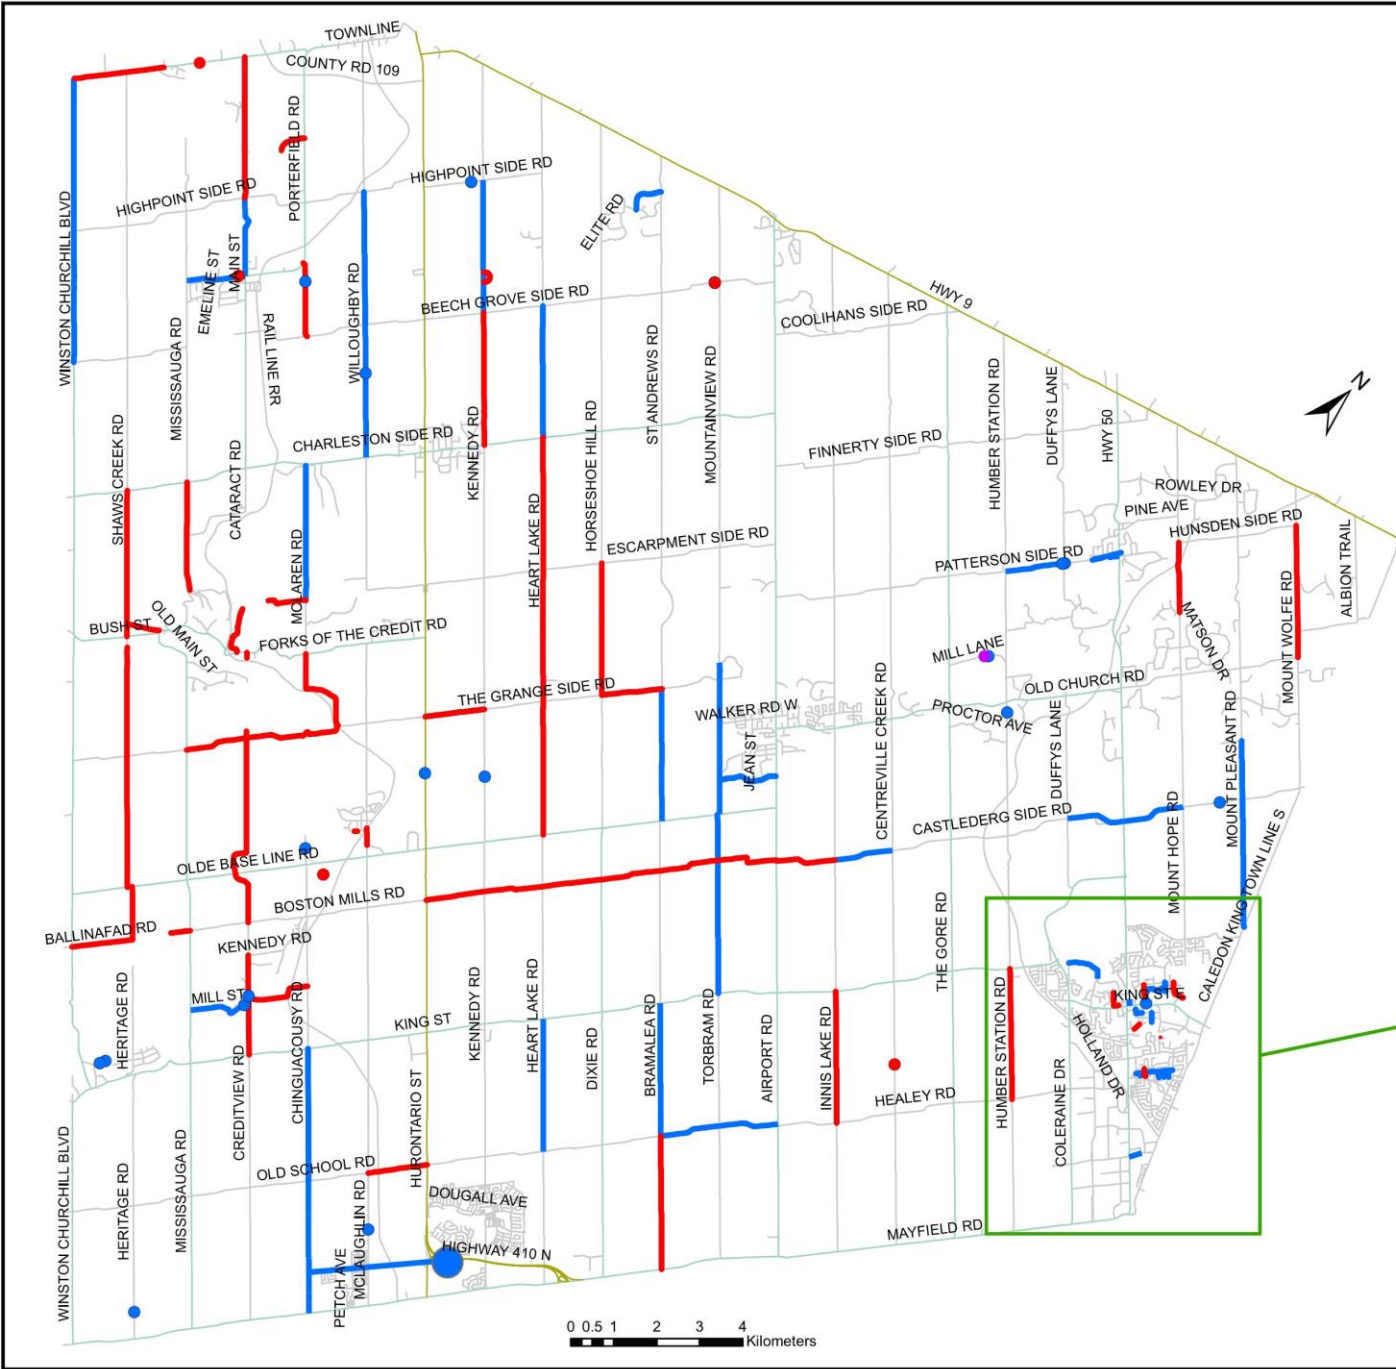 TOWNLINE
COUNTY RD 109
PORTERFIELD RD
HIGHPOINT SIDE RD
HIGHPOINT SIDE RD
WINSTON CHURCHILL BLVD
ELITE RD
EMELINE ST
MAIN ST
WILLOUGHBY RD
BEECH GROVE SIDE RD
HWY 9
COOLIHANS SIDE RD
MISSISSAUGA RD
RAIL LINE RR
ST ANDREWS RD
MOUNTAINVIEW RD
HUMBER STATION RD
DUFFYS LANE
HWY 50
N
SHAWS CREEK RD
CATARACT RD
CHARLESTON SIDE RD
KENNEDY RD
HORSESHOE HILL RD
FINNERTY SIDE RD
ROWLEY DR
PINE AVE
HUNSDEN SIDE RD
HEART LAKE RD
ESCARPMENT SIDE RD
PATTERSON SIDE RD
MCLAREN RD
MOUNT WOLFE RD
ALBION TRAIL
BUSH ST
OLD MAIN ST
FORKS OF THE CREDIT RD
MILL LANE
MATSON DR
THE GRANGE SIDE RD
OLD CHURCH RD
WALKER RD W
PROCTOR AVE
JEAN ST
CENTREVILLE CREEK RD
DUFFYS LANE
MOUNT PLEASANT RD
CASTLEDERG SIDE RD
MOUNT HOPE RD
OLDE BASE LINE RD
BOSTON MILLS RD
CALEDON KING TOWN LINE S
BALLINAFAD RD
KENNEDY RD
THE GORE RD
HERITAGE RD
MILL ST
CHINGUACOUSY RD
KING ST
KENNEDY RD
HEART LAKE RD
DIXIE RD
BRAMALEA RD
TORBRAM RD
AIRPORT RD
INNIS LAKE RD
HUMBER STATION RD
KING ST E
HOLLAND DR
COLERAINE DR
HEALEY RD
CREDITVIEW RD
HURONTARIO ST
WINSTON CHURCHILL BLVD
HERITAGE RD
MISSISSAUGA RD
OLD SCHOOL RD
DOUGALL AVE
MCLAUGHLIN RD
PETCH AVE
HIGHWAY 410 N
MAYFIELD RD
0 0.5 1 2 3 4
Kilometers